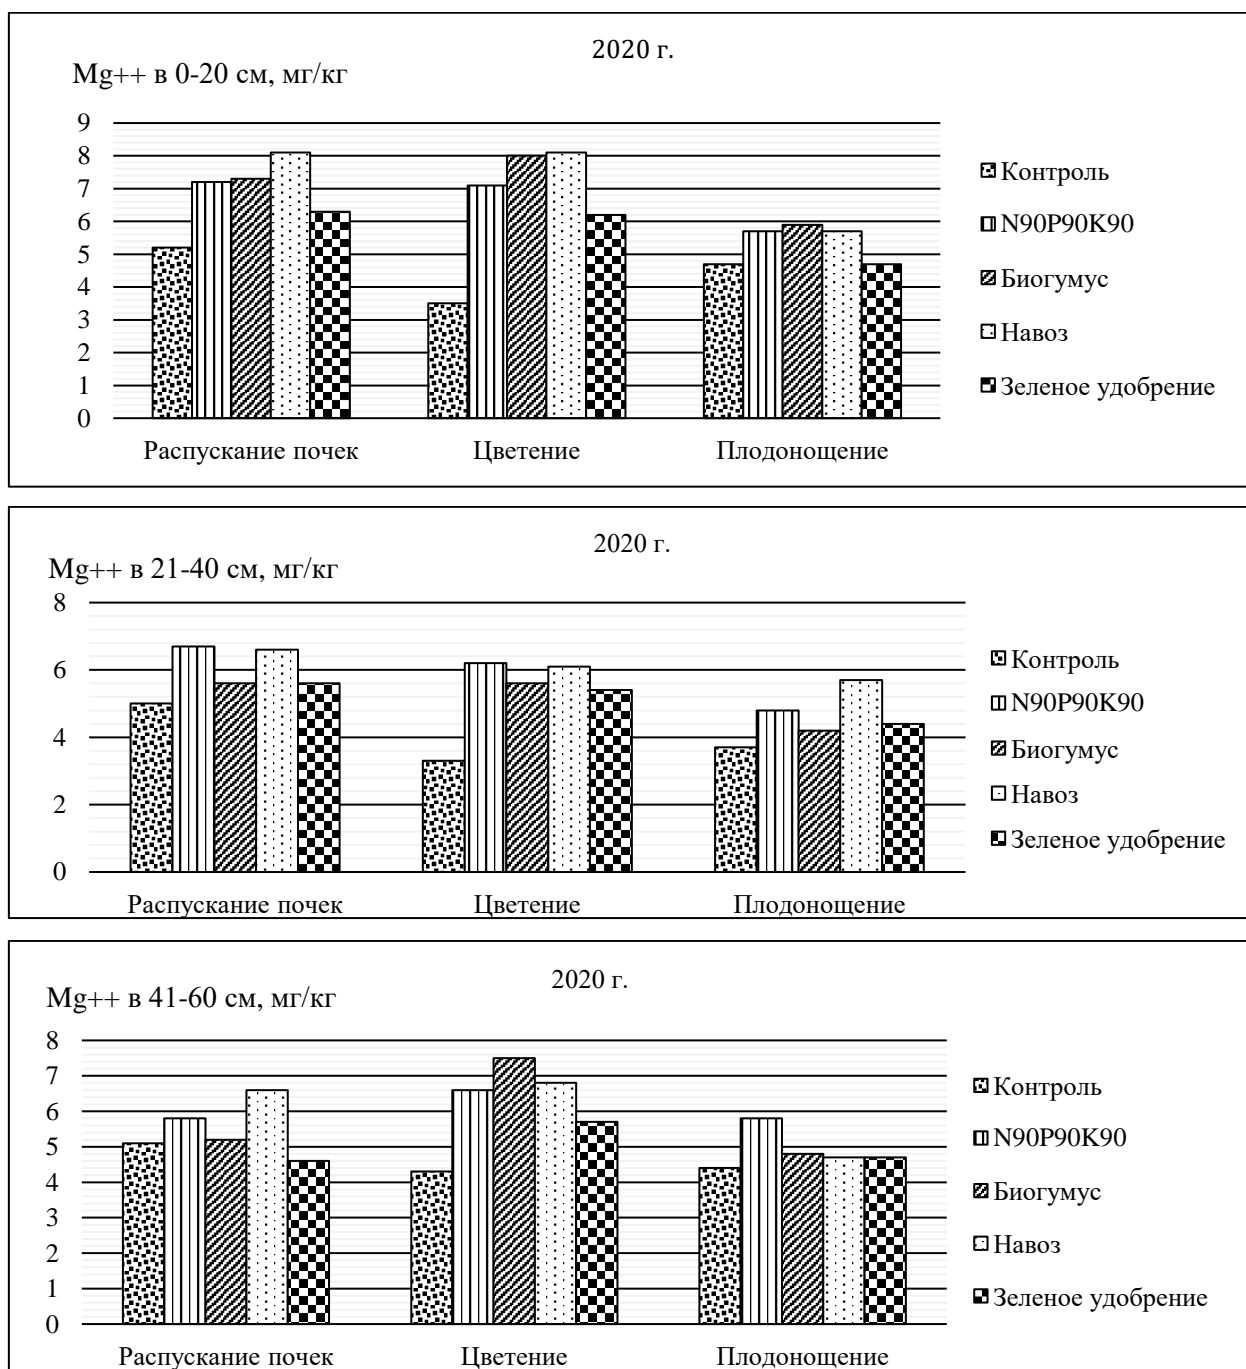 2020 г.
Mg++ в 0-20 см, мг/кг
9
8
7
6
5
4
3
2
1
0
Распускание почек Цветение Плодонощение
Контроль
N90P90K90
Биогумус
Навоз
Зеленое удобрение
2020 г.
Mg++ в 21-40 см, мг/кг
8
6
4
2
0
Распускание почек Цветение Плодонощение
Контроль
N90P90K90
Биогумус
Навоз
Зеленое удобрение
2020 г.
Mg++ в 41-60 см, мг/кг
8
7
6
5
4
3
2
1
0
Распускание почек Цветение Плодонощение
Контроль
N90P90K90
Биогумус
Навоз
Зеленое удобрение